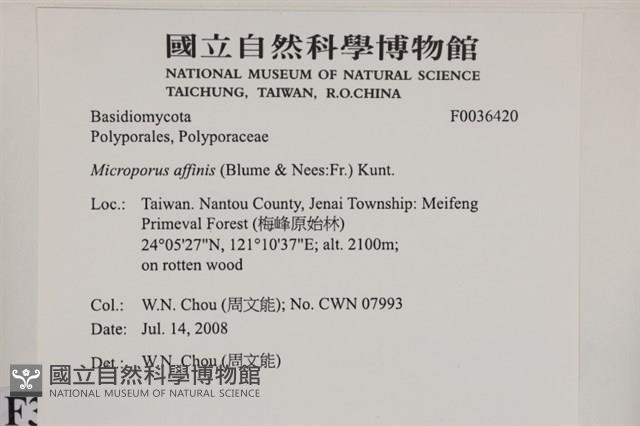 國立自然科學博物館
NATIONAL MUSEUM OF NATURAL SCIENCE
TAICHUNG, TAIWAN, R.O.CHINA
Basidiomycota F0036420
Polyporales, Polyporaceae
Microporus affinis (Blume & Nees:Fr.) Kunt.
Loc.: Taiwan. Nantou County, Jenai Township: Meifeng
Primeval Forest (梅峰原始林)
24°05'27"N, 121°10'37"E; alt. 2100m;
on rotten wood
Col.: W.N. Chou (周文能); No. CWN 07993
Date: Jul. 14, 2008
Det.: W.N. Chou (周文能)
國立自然科學博物館
NATIONAL MUSEUM OF NATURAL SCIENCE